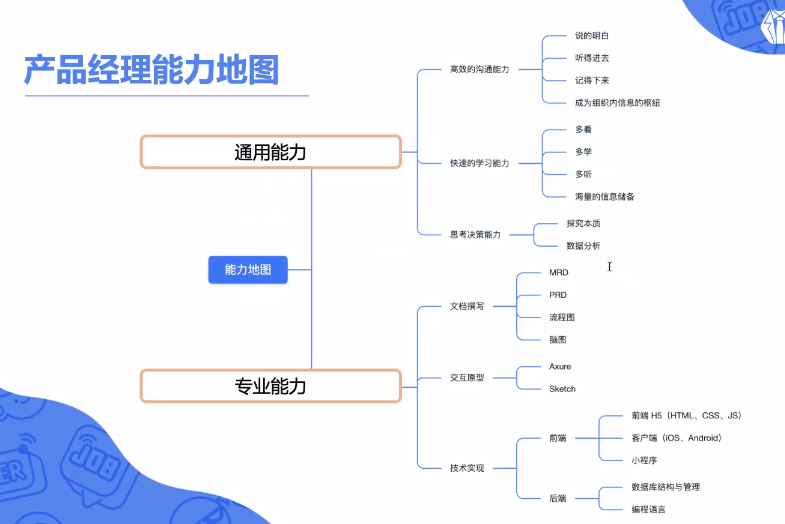 产品经理能力地图
能力地图
通用能力
高效的沟通能力
说的明白
听得进去
记得下来
成为组织内信息的枢纽
快速的学习能力
多看
多学
多听
海量的信息储备
思考决策能力
探究本质
数据分析
专业能力
文档撰写
MRD
PRD
流程图
脑图
交互原型
Axure
Sketch
技术实现
前端
前端 H5（HTML、CSS、JS）
客户端（iOS、Android）
小程序
后端
数据库结构与管理
编程语言
JOB
JOB
ER